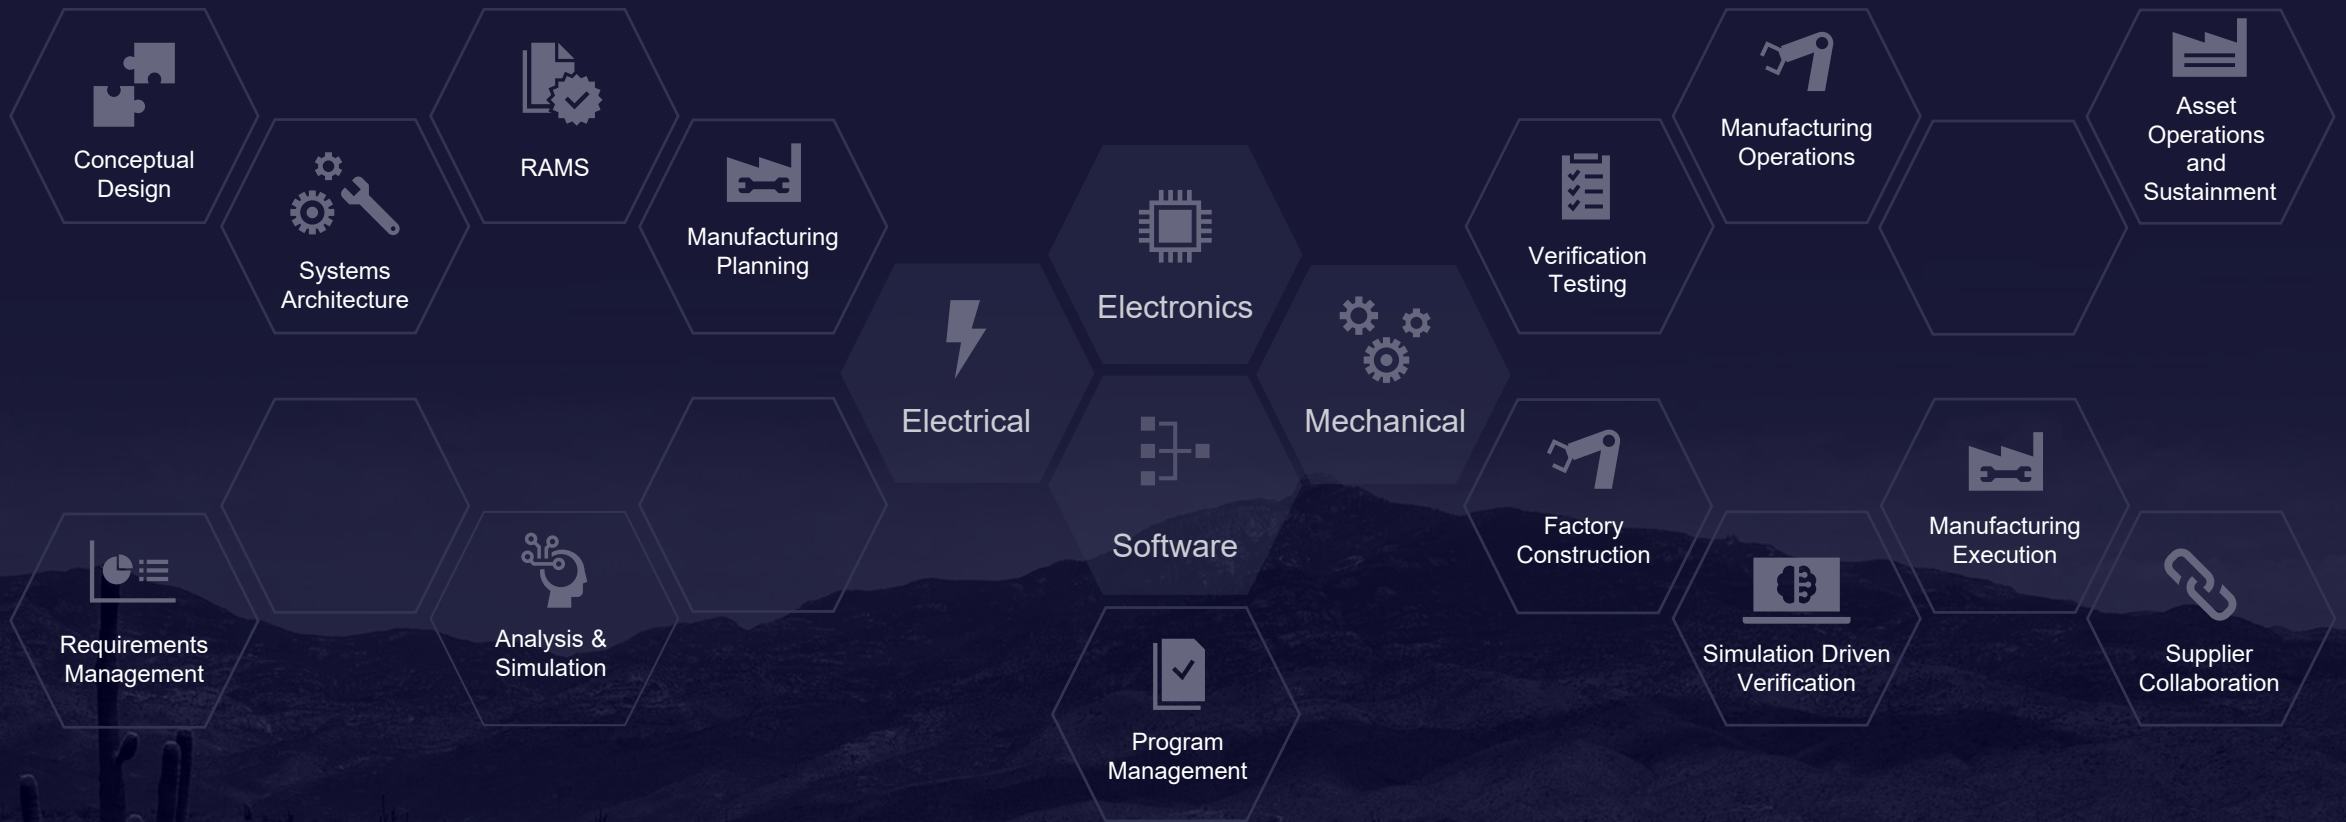 Conceptual
Design
Systems
Architecture
RAMS
Manufacturing
Planning
Electrical
Electronics
Mechanical
Software
Verification
Testing
Manufacturing
Operations
Asset
Operations
and
Sustainment
Requirements
Management
Analysis &
Simulation
Program
Management
Factory
Construction
Simulation Driven
Verification
Manufacturing
Execution
Supplier
Collaboration